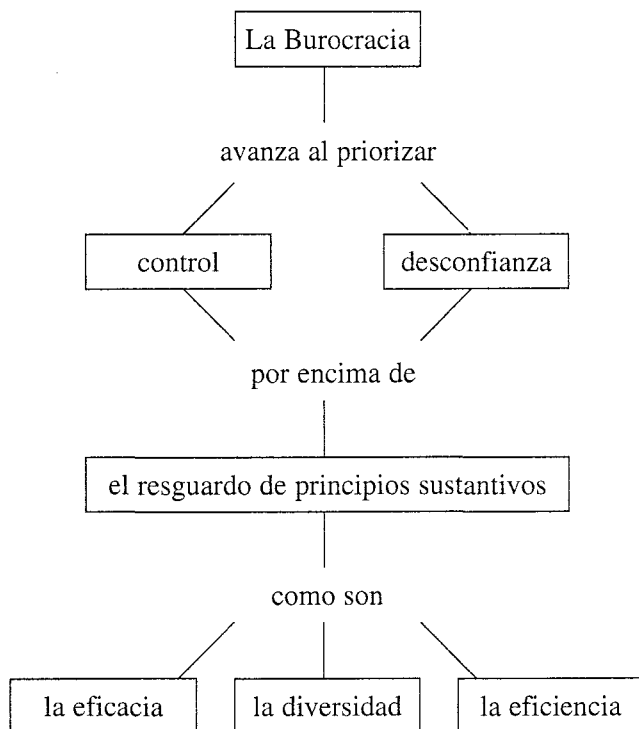 La Burocracia
avanza al priorizar
control
desconfianza
por encima de
el resguardo de principios sustantivos
como son
la eficacia
la diversidad
la eficiencia